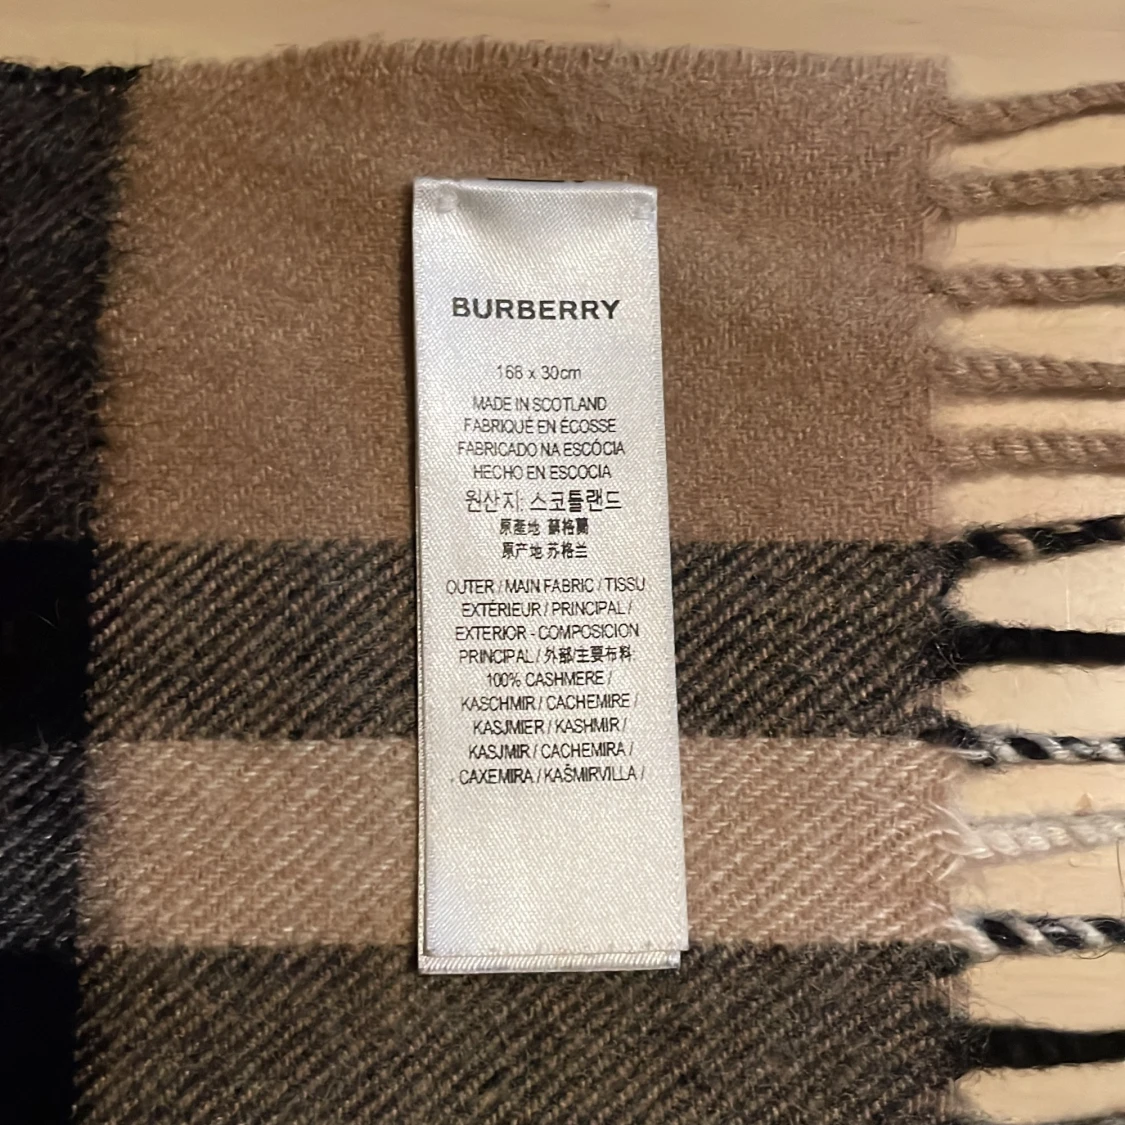 BURBERRY
168 x 30cm
MADE IN SCOTLAND
FABRIQUÉ EN ÉCOSSE
FABRICADO NA ESCÓCIA
HECHO EN ESCOCIA
원산지: 스코틀랜드
原產地 蘇格蘭
原产地 苏格兰
OUTER / MAIN FABRIC / TISSU
EXTÉRIEUR / PRINCIPAL /
EXTERIOR - COMPOSICION
PRINCIPAL / 外部/主要布料:
100% CASHMERE /
KASCHMIR / CACHEMIRE /
KASJMIER / KASHMIR /
KASJMIR / CACHEMIRA /
CAXEMIRA / KAŠMIRVILLA /